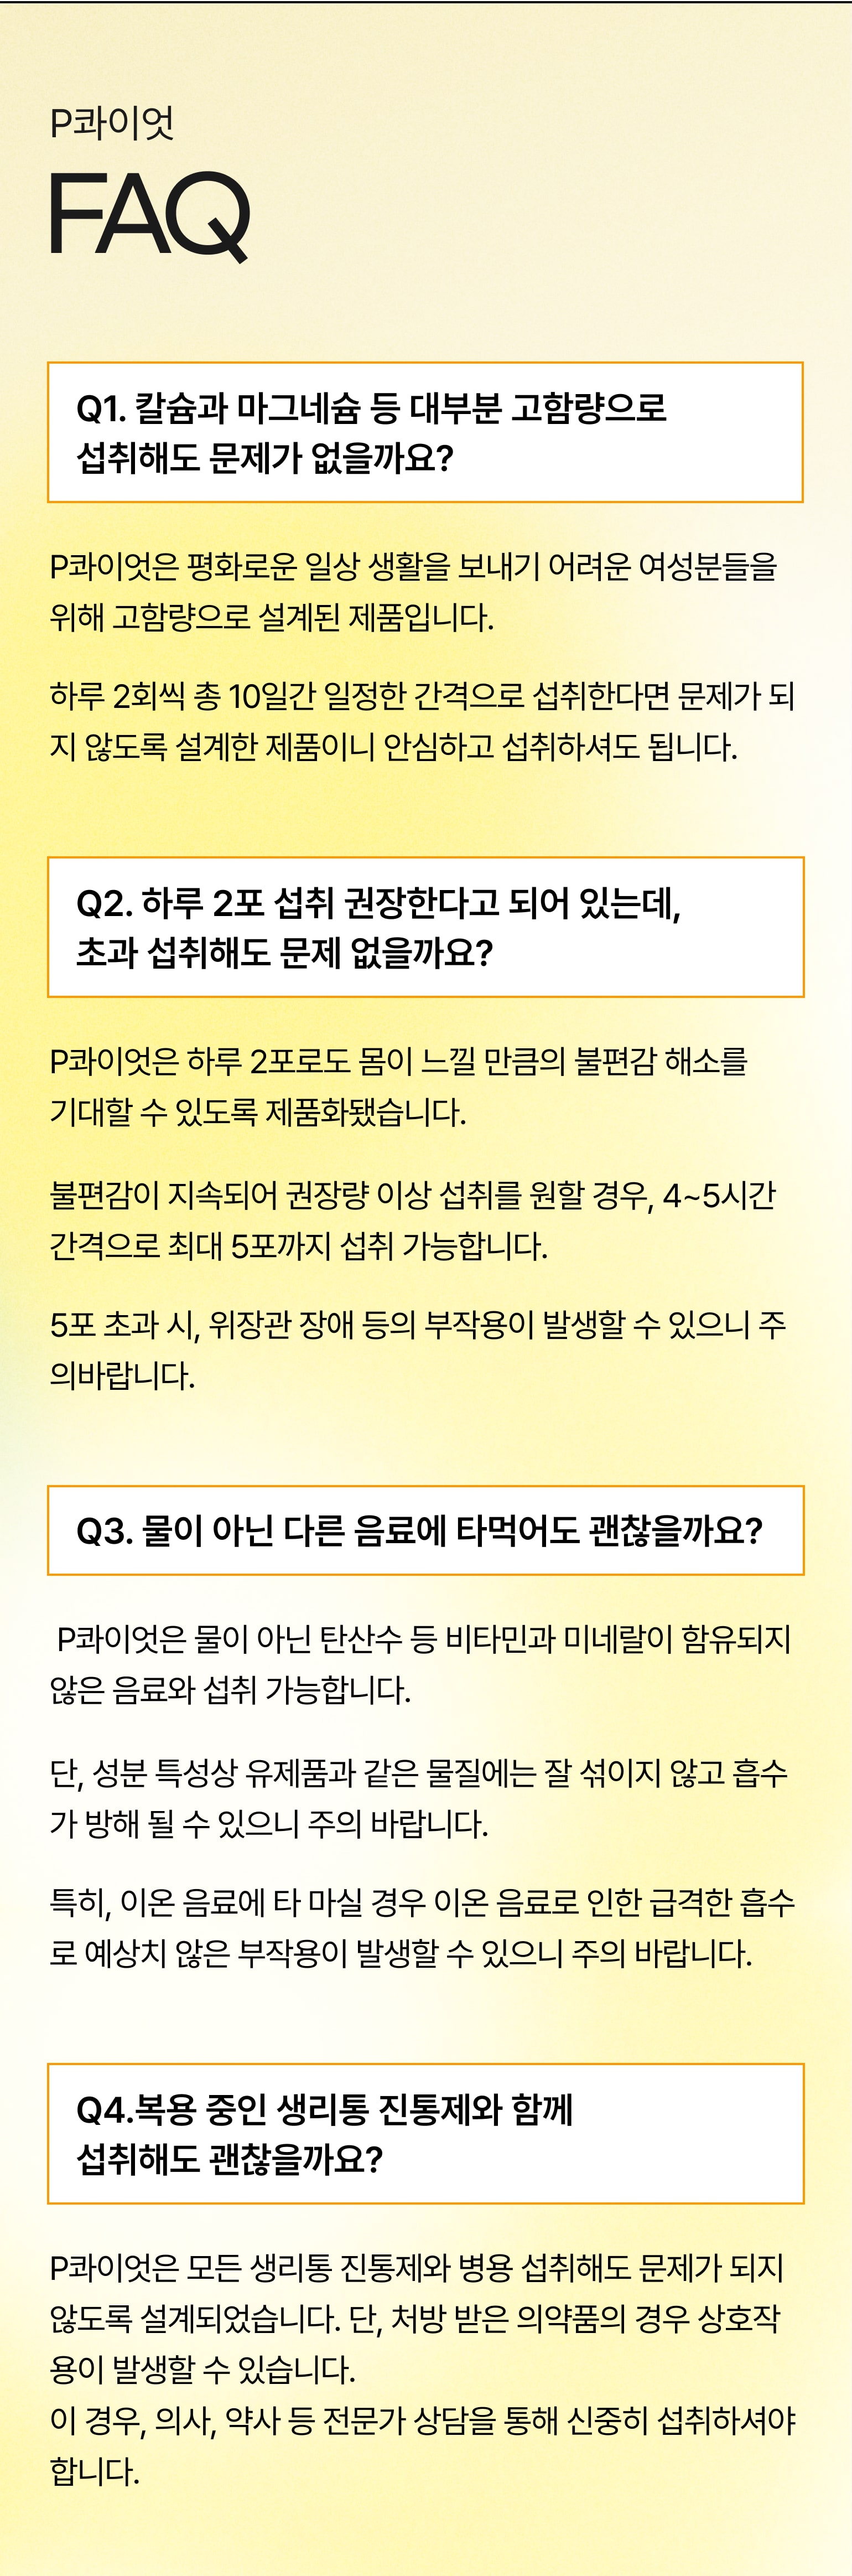 P콰이엇
FAQ
Q1. 칼슘과 마그네슘 등 대부분 고함량으로
섭취해도 문제가 없을까요?
P콰이엇은 평화로운 일상 생활을 보내기 어려운 여성분들을
위해 고함량으로 설계된 제품입니다.
하루 2회씩 총 10일간 일정한 간격으로 섭취한다면 문제가 되
지 않도록 설계한 제품이니 안심하고 섭취하셔도 됩니다.
Q2. 하루 2포 섭취 권장한다고 되어 있는데,
초과 섭취해도 문제 없을까요?
P콰이엇은 하루 2포로도 몸이 느낄 만큼의 불편감 해소를
기대할 수 있도록 제품화됐습니다.
불편감이 지속되어 권장량 이상 섭취를 원할 경우, 4~5시간
간격으로 최대 5포까지 섭취 가능합니다.
5포 초과 시, 위장관 장애 등의 부작용이 발생할 수 있으니 주
의바랍니다.
Q3. 물이 아닌 다른 음료에 타먹어도 괜찮을까요?
P콰이엇은 물이 아닌 탄산수 등 비타민과 미네랄이 함유되지
않은 음료와 섭취 가능합니다.
단, 성분 특성상 유제품과 같은 물질에는 잘 섞이지 않고 흡수
가 방해 될 수 있으니 주의 바랍니다.
특히, 이온 음료에 타 마실 경우 이온 음료로 인한 급격한 흡수
로 예상치 않은 부작용이 발생할 수 있으니 주의 바랍니다.
Q4.복용 중인 생리통 진통제와 함께
섭취해도 괜찮을까요?
P콰이엇은 모든 생리통 진통제와 병용 섭취해도 문제가 되지
않도록 설계되었습니다. 단, 처방 받은 의약품의 경우 상호작
용이 발생할 수 있습니다.
이 경우, 의사, 약사 등 전문가 상담을 통해 신중히 섭취하셔야
합니다.